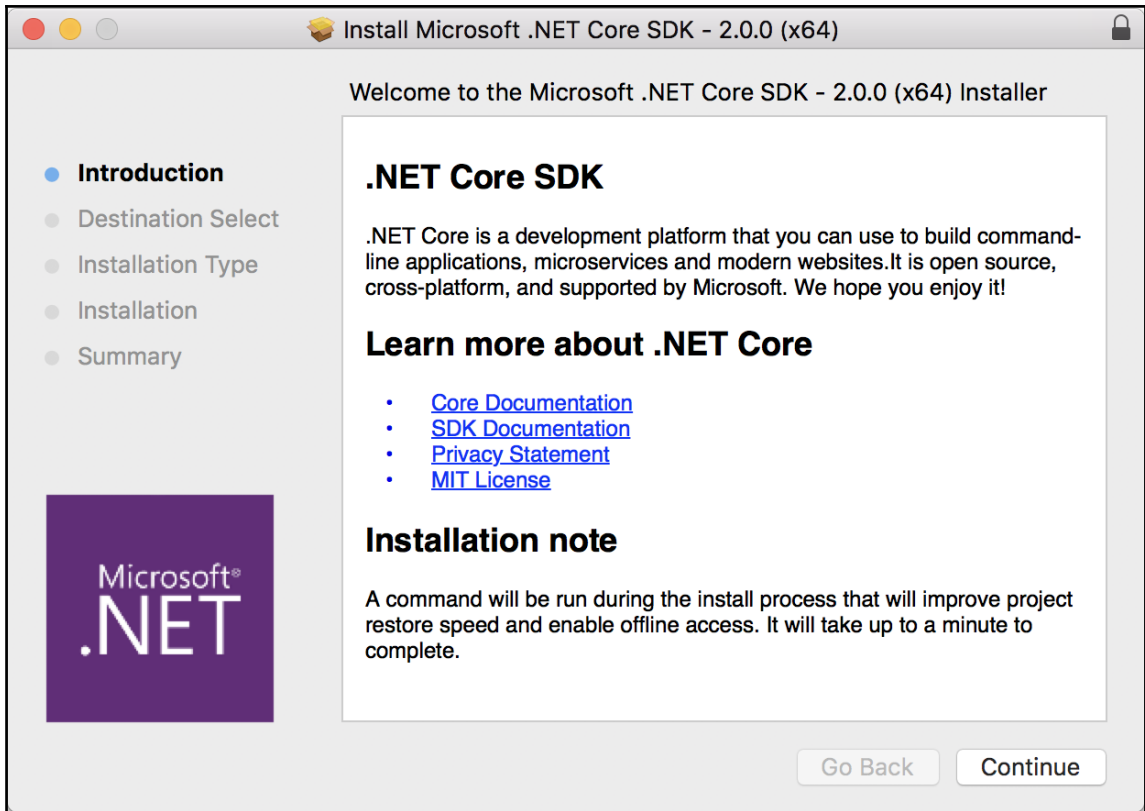 Install Microsoft .NET Core SDK - 2.0.0 (x64)
Welcome to the Microsoft .NET Core SDK - 2.0.0 (x64) Installer
Introduction
Destination Select
Installation Type
Installation
Summary
Microsoft®
.NET
.NET Core SDK
.NET Core is a development platform that you can use to build command-
line applications, microservices and modern websites.It is open source,
cross-platform, and supported by Microsoft. We hope you enjoy it!
Learn more about .NET Core
• Core Documentation
• SDK Documentation
• Privacy Statement
• MIT License
Installation note
A command will be run during the install process that will improve project
restore speed and enable offline access. It will take up to a minute to
complete.
Go Back
Continue